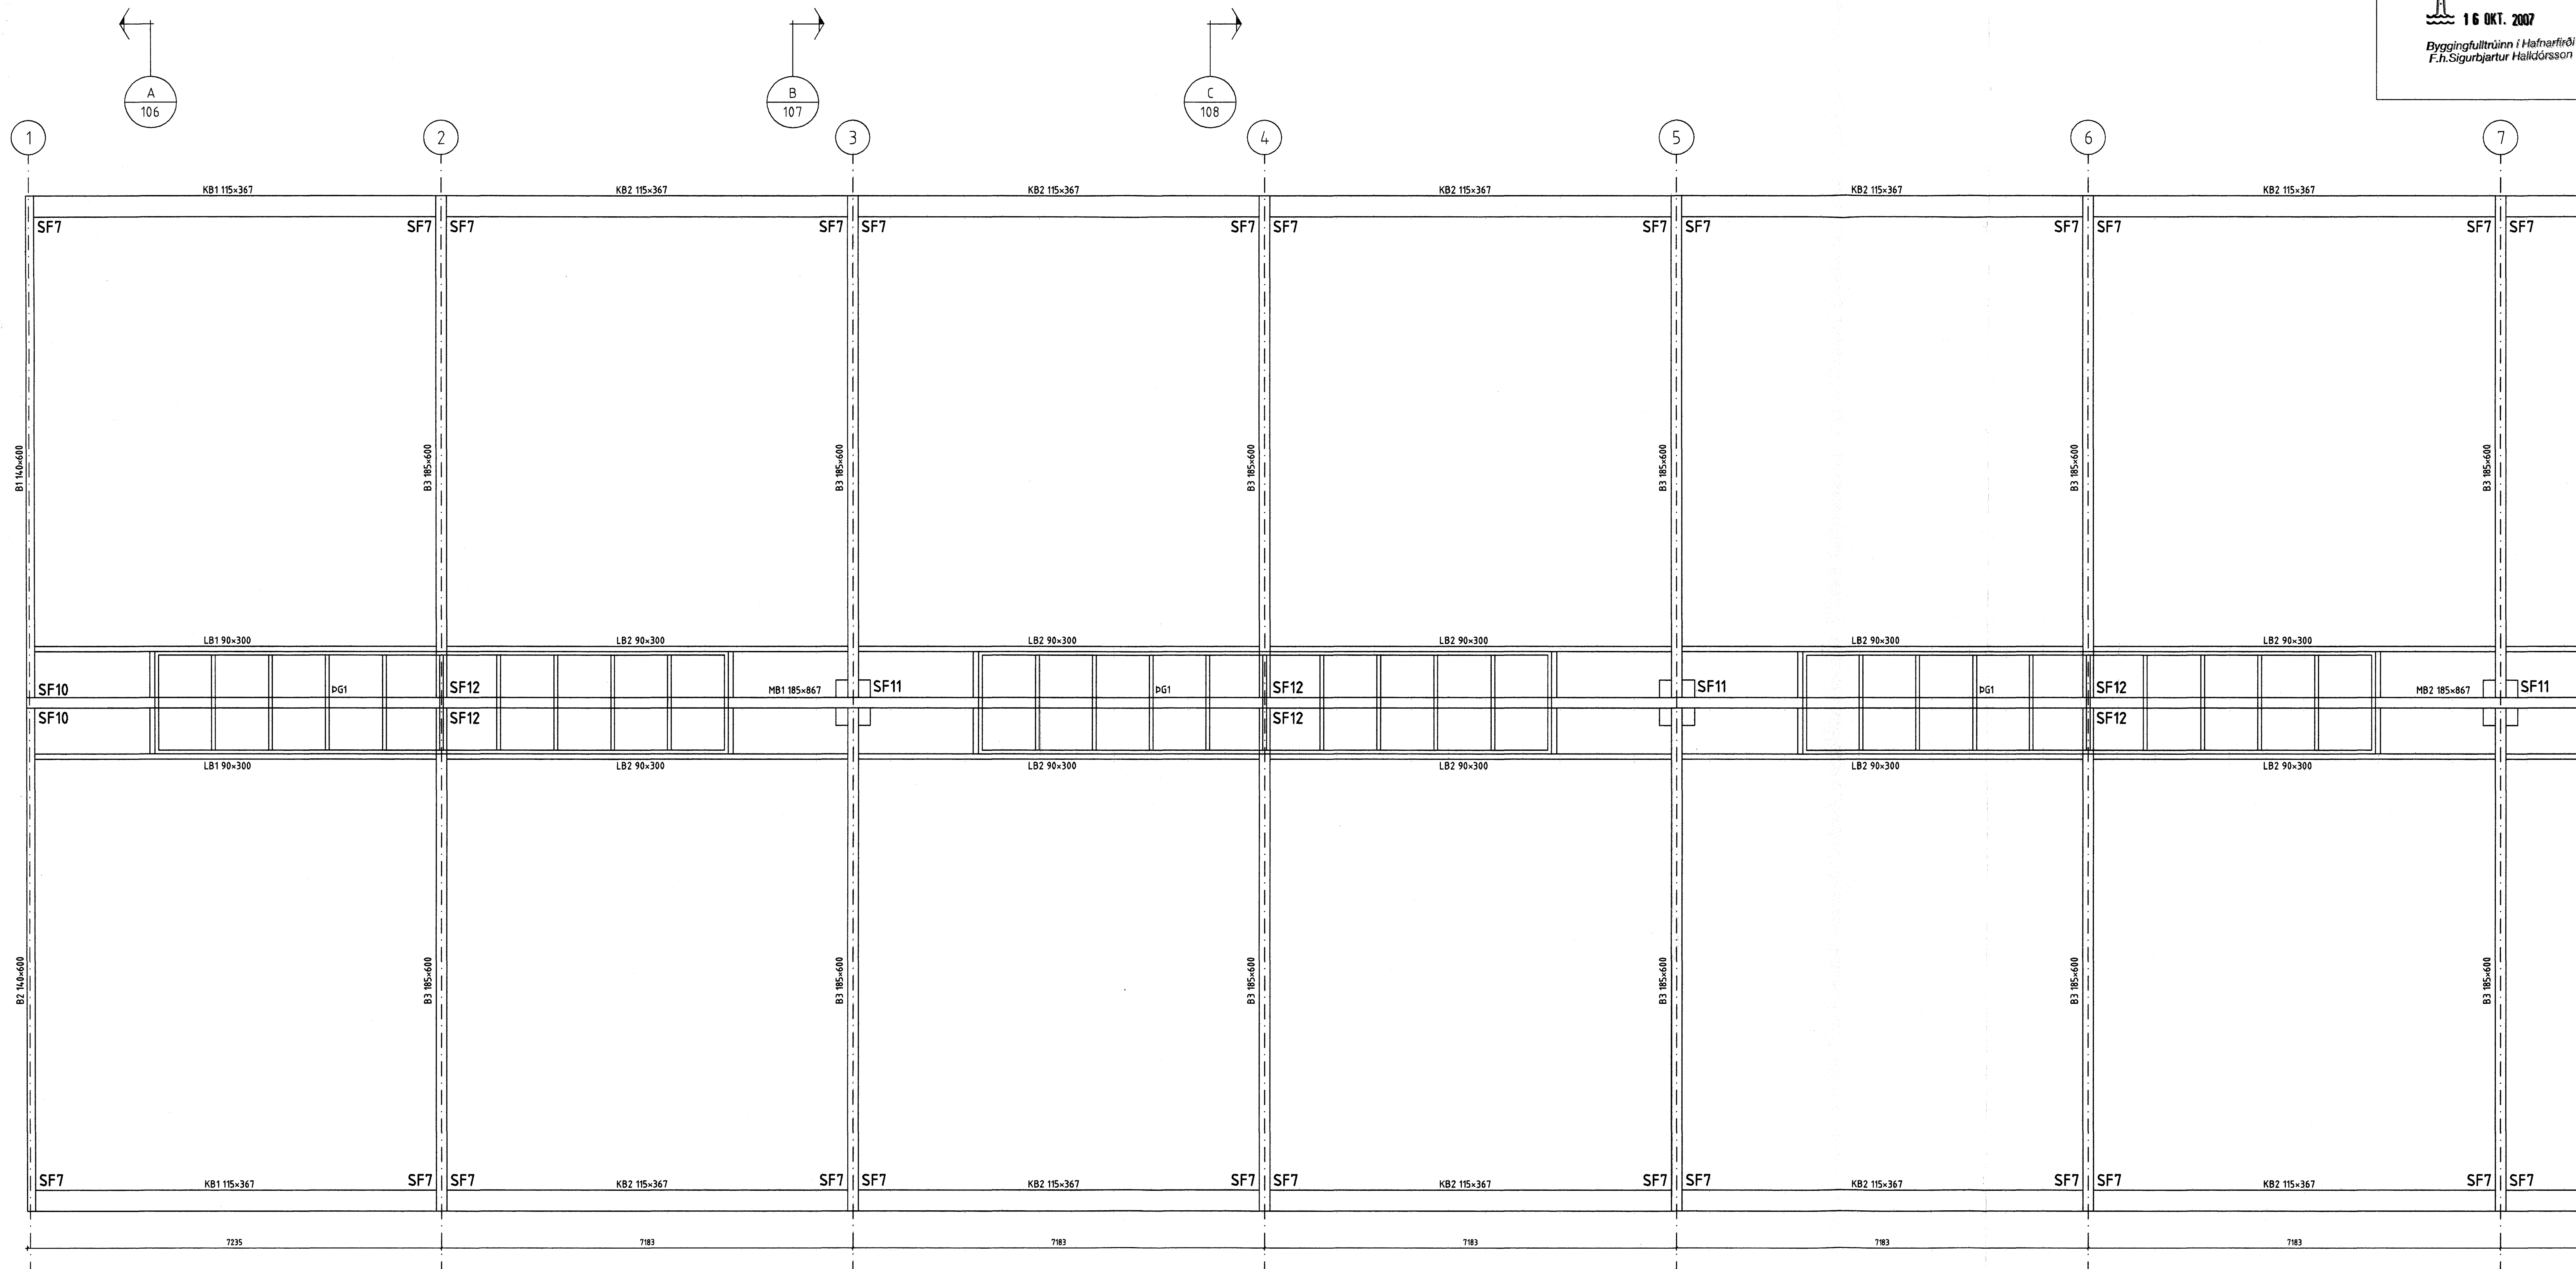 16 OKT. 2007
Byggingfulltrúinn í Hafnarfirði
F.h.Sigurbjartur Halldórsson
A
106
B
107
C
108
1 2 3 4 5 6 7
KB1 115×367 KB2 115×367 KB2 115×367 KB2 115×367 KB2 115×367 KB2 115×367
SF7 SF7 SF7 SF7 SF7 SF7 SF7 SF7 SF7 SF7 SF7 SF7 SF7
B1 140×600 B3 185×600 B3 185×600 B3 185×600 B3 185×600 B3 185×600 B3 185×600
LB1 90×300 LB2 90×300 LB2 90×300 LB2 90×300 LB2 90×300 LB2 90×300
SF10 ÞG1 SF12 MB1 185×867 SF11 ÞG1 SF12 SF11 ÞG1 SF12 MB2 185×867 SF11
SF10 SF12 SF12 SF12
LB1 90×300 LB2 90×300 LB2 90×300 LB2 90×300 LB2 90×300 LB2 90×300
B2 140×600 B3 185×600 B3 185×600 B3 185×600 B3 185×600 B3 185×600 B3 185×600
SF7 KB1 115×367 SF7 SF7 KB2 115×367 SF7 SF7 KB2 115×367 SF7 SF7 KB2 115×367 SF7 SF7 KB2 115×367 SF7 SF7 KB2 115×367 SF7 SF7
7235 7183 7183 7183 7183 7183